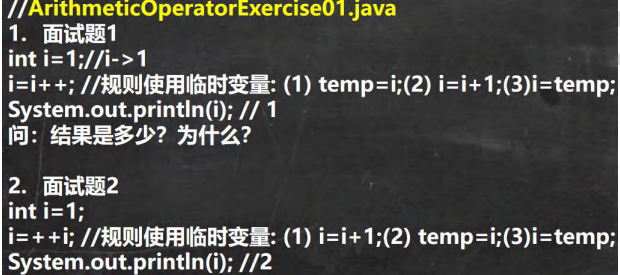 //ArithmeticOperatorExercise01.java
1. 面试题1
int i=1;//i->1
i=i++; //规则使用临时变量: (1) temp=i;(2) i=i+1;(3)i=temp;
System.out.println(i); // 1
问：结果是多少？为什么？
2. 面试题2
int i=1;
i=++i; //规则使用临时变量: (1) i=i+1;(2) temp=i;(3)i=temp;
System.out.println(i); //2